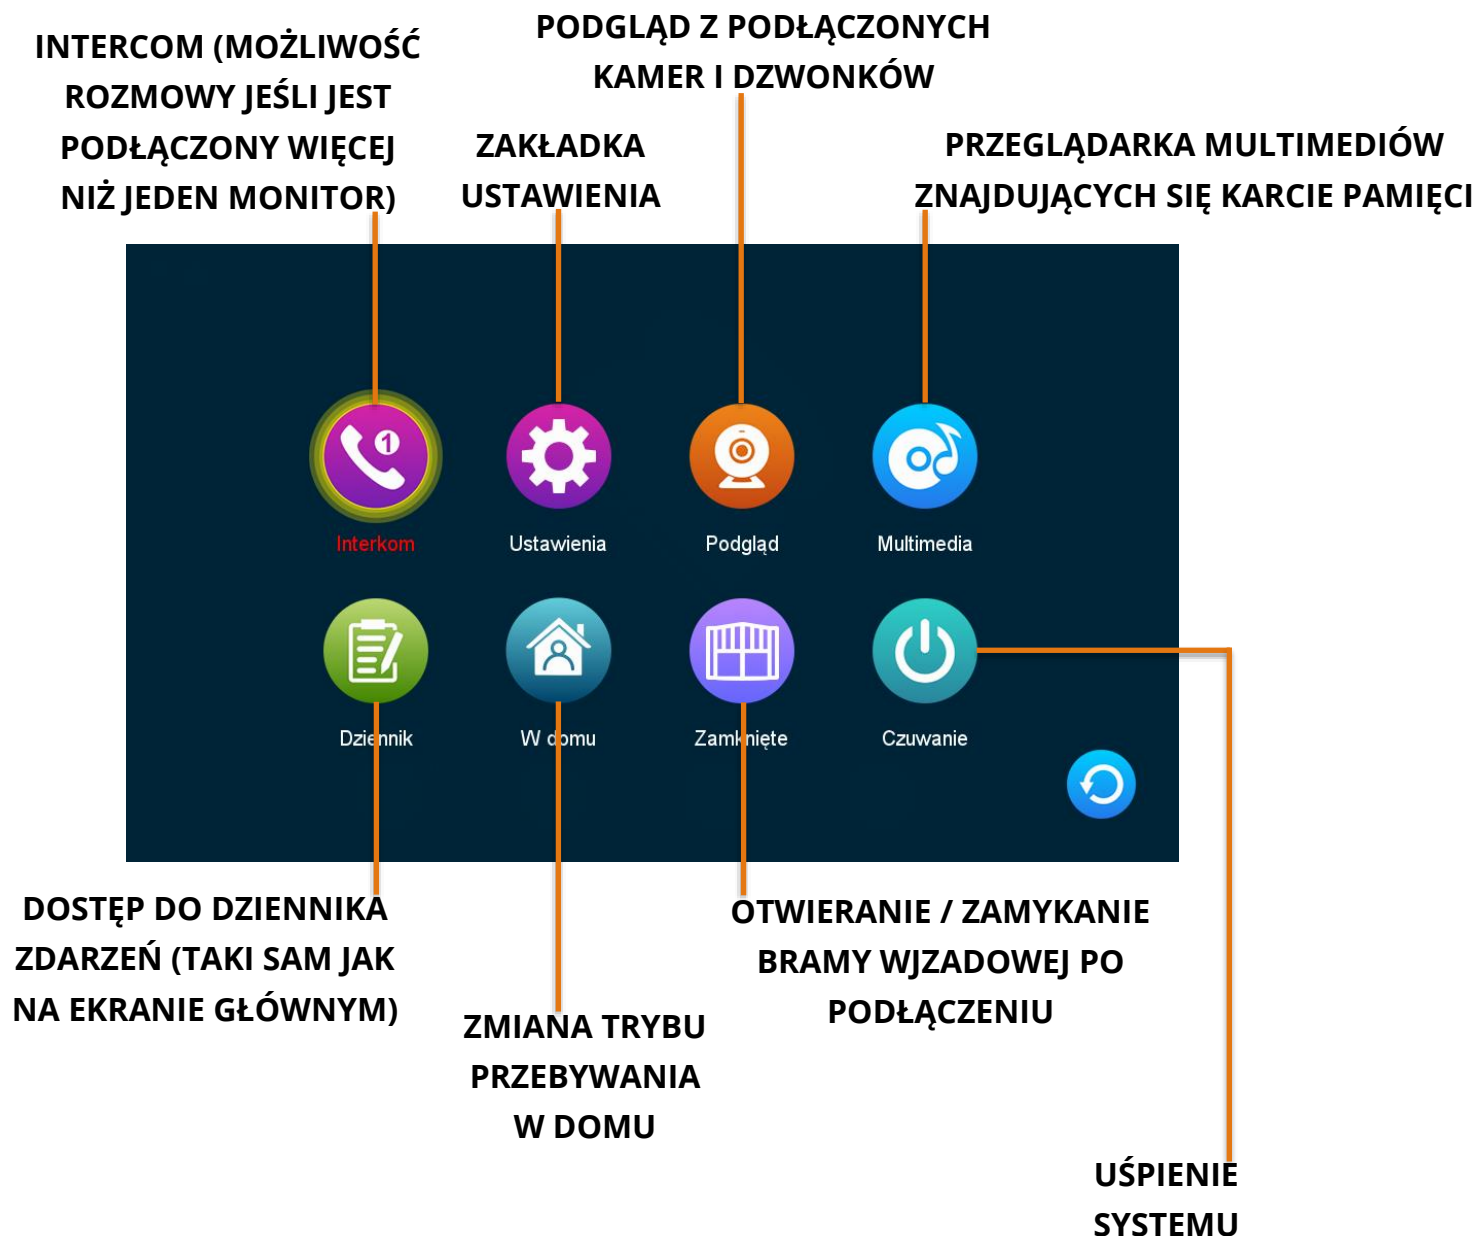 INTERCOM (MOŻLIWOŚĆ
ROZMOWY JEŚLI JEST
PODŁĄCZONY WIĘCEJ
NIŻ JEDEN MONITOR)
ZAKŁADKA
USTAWIENIA
PODGLĄD Z PODŁĄCZONYCH
KAMER I DZWONKÓW
PRZEGLĄDARKA MULTIMEDIÓW
ZNAJDUJĄCYCH SIĘ KARCIE PAMIĘCI
1
Interkom
Ustawienia
Podgląd
Multimedia
Dziennik
W domu
Zamknięte
Czuwanie
DOSTĘP DO DZIENNIKA
ZDARZEŃ (TAKI SAM JAK
NA EKRANIE GŁÓWNYM)
ZMIANA TRYBU
PRZEBYWANIA
W DOMU
OTWIERANIE / ZAMYKANIE
BRAMY WJZADOWEJ PO
PODŁĄCZENIU
UŚPIENIE
SYSTEMU